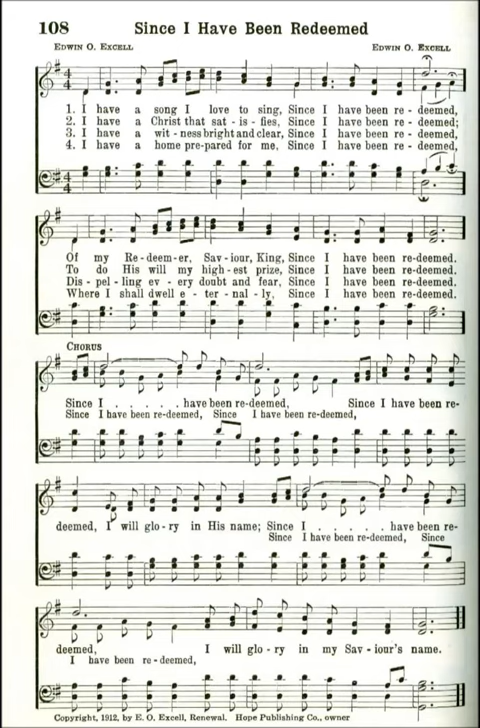 108 Since I Have Been Redeemed
EDWIN O. EXCELL EDWIN O. EXCELL
1. I have a song I love to sing, Since I have been re - deemed,
2. I have a Christ that sat - is - fies, Since I have been re - deemed;
3. I have a wit - ness bright and clear, Since I have been re - deemed,
4. I have a home pre - pared for me, Since I have been re - deemed,
Of my Re - deem - er, Sav - iour, King, Since I have been re - deemed.
To do His will my high - est prize, Since I have been re - deemed.
Dis - pel - ling ev - ery doubt and fear, Since I have been re - deemed.
Where I shall dwell e - ter - nal - ly, Since I have been re - deemed.
CHORUS
Since I . . . . . have been re - deemed, Since I have been re-
Since I have been re - deemed, Since I have been re - deemed,
deemed, I will glo - ry in His name; Since I . . . . . have been re-
Since I have been re - deemed, Since
deemed, I will glo - ry in my Sav - iour's name.
I have been re - deemed,
Copyright, 1912, by E. O. Excell, Renewal. Hope Publishing Co., owner